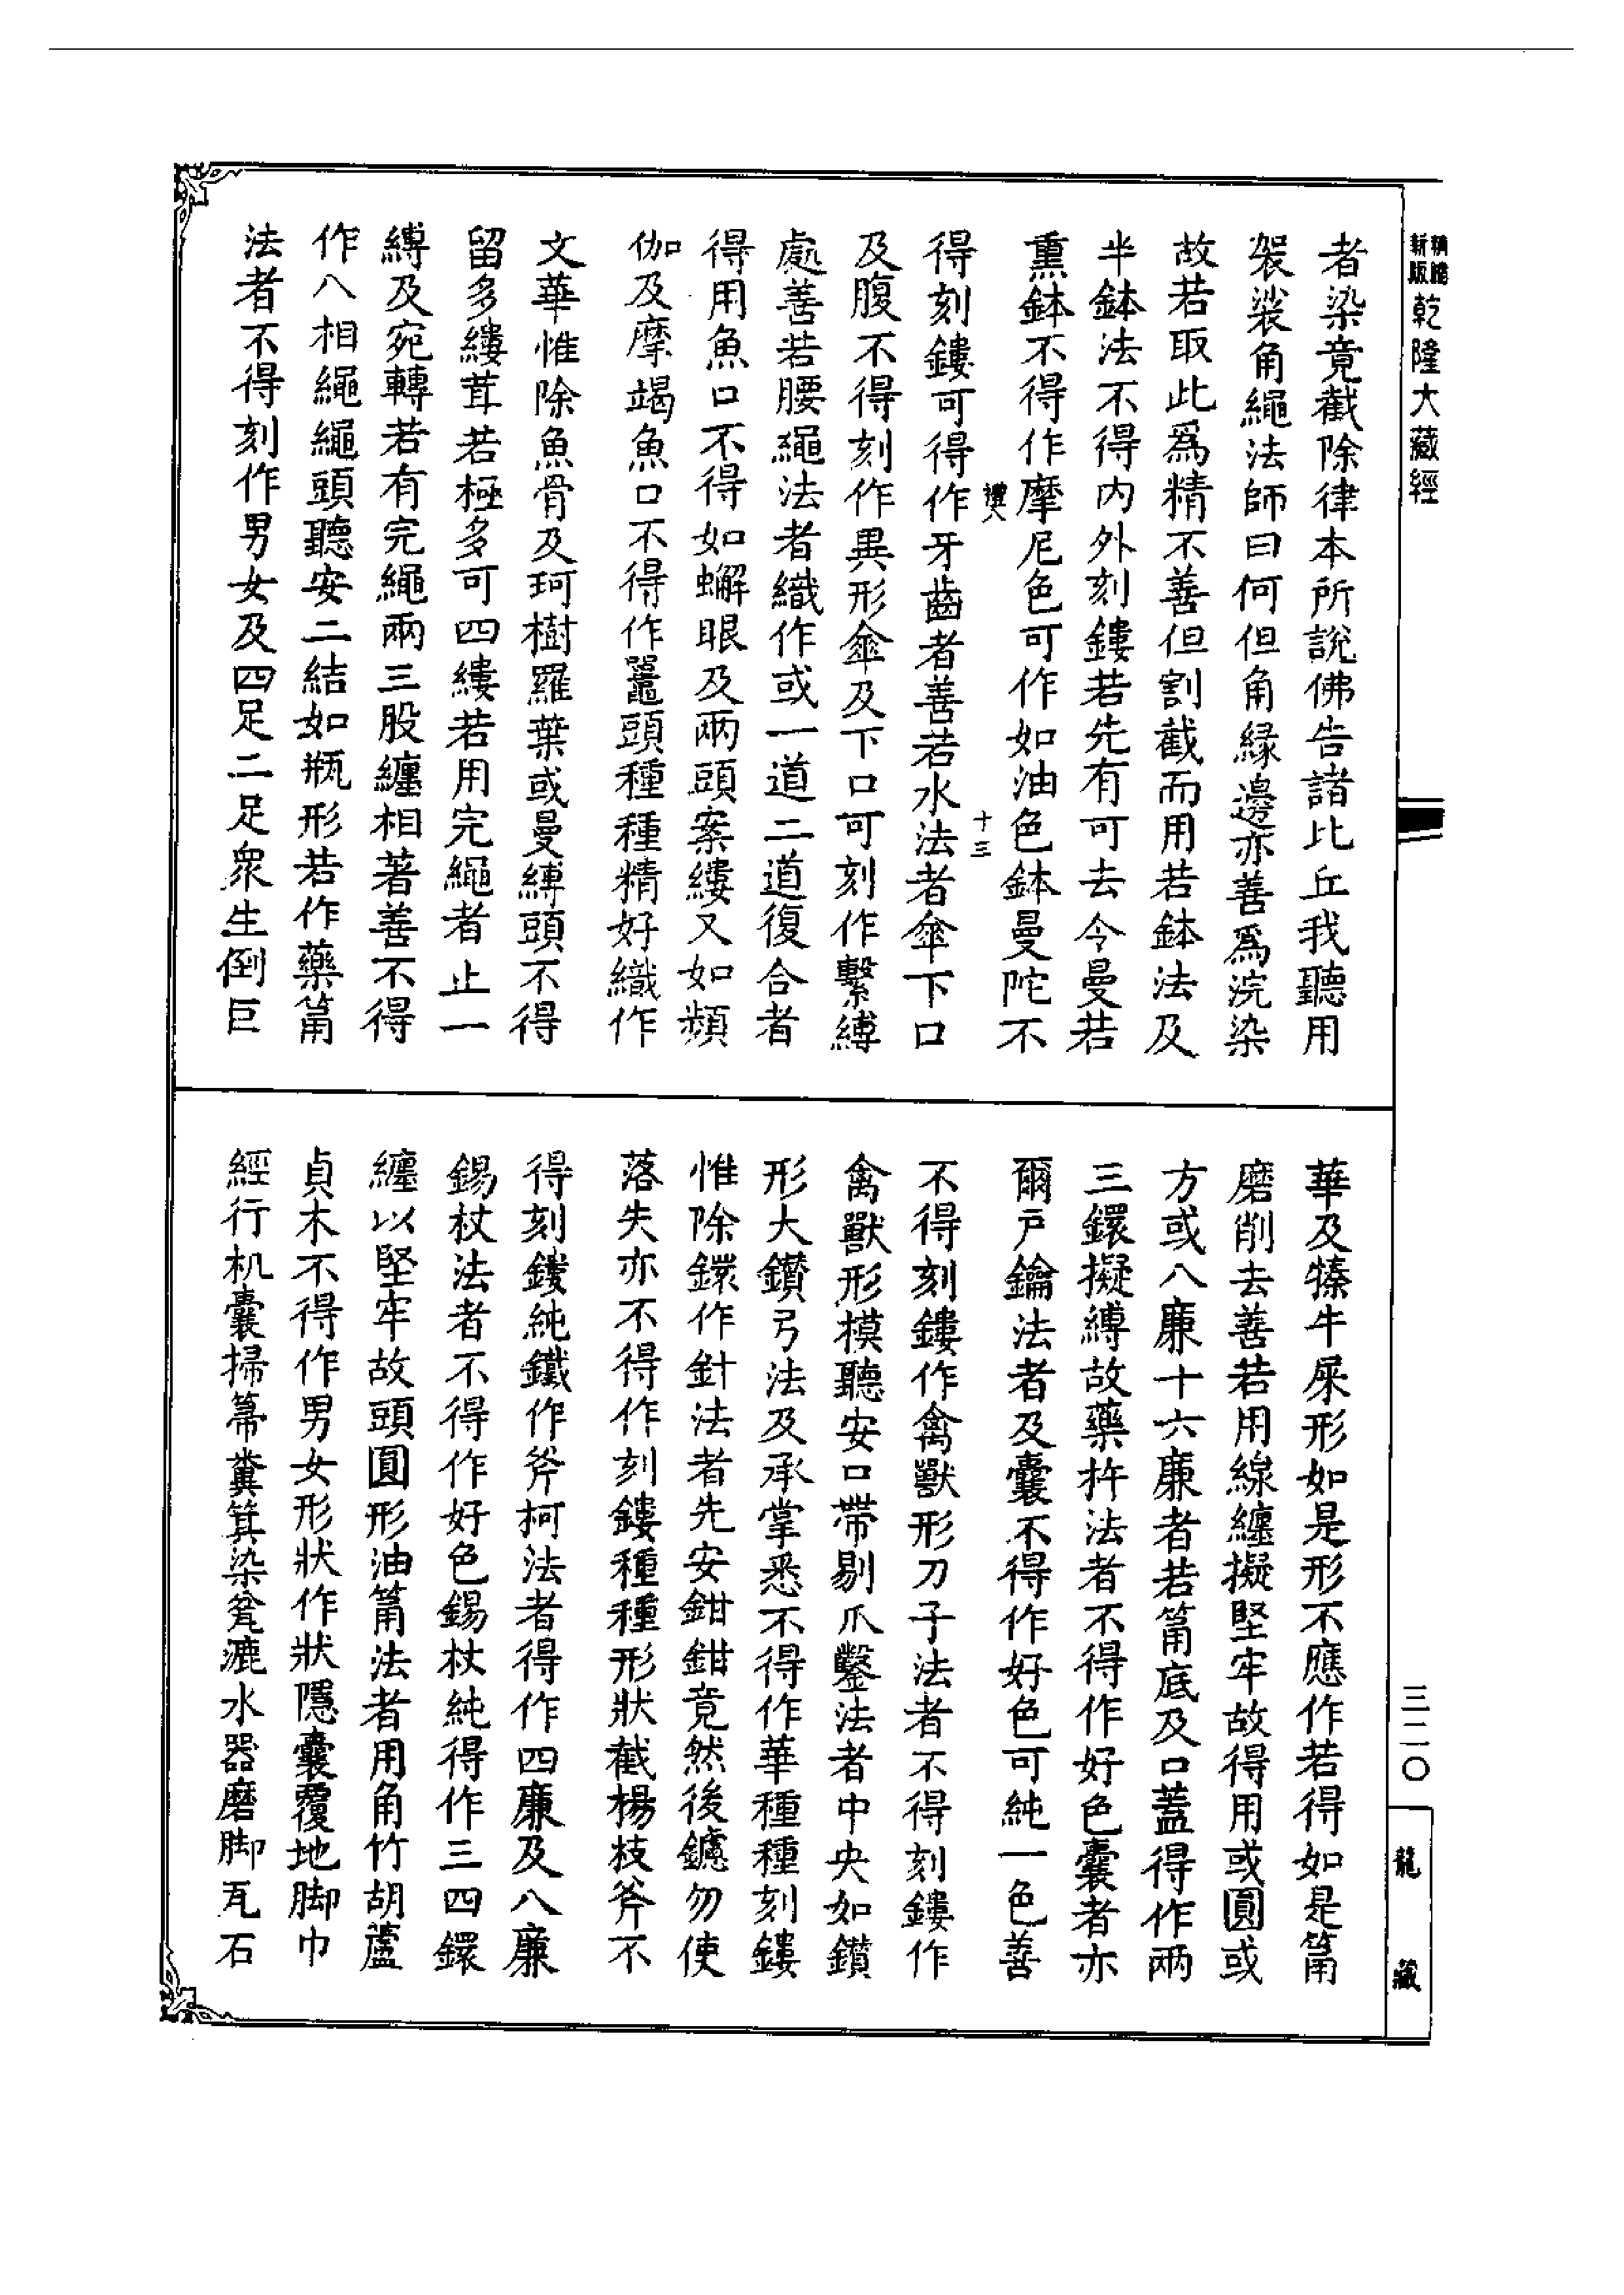 精繕新版乾隆大藏經
者染竟截除律本所說佛告諸比丘我聽用
袈裟角繩法師曰何但角緣邊亦善為浣染
故若取此為精不善但割截而用若鉢法及
半鉢法不得內外刻鏤若先有可去今曼若
熏鉢不得作摩尼色可作如油色鉢曼陀不
十三
得刻鏤可得作牙齒者善若水法者傘下口
及腹不得刻作異形傘及下口可刻作繫縛
處善若腰繩法者織作或一道二道復合者
得用魚口不得如蠏眼及兩頭案縷又如頻
伽及摩竭魚口不得作鼉頭種種精好織作
文華惟除魚骨及珂樹羅葉或曼縛頭不得
留多縷茸若極多可四縷若用完繩者止一
縛及宛轉若有完繩兩三股纏相著善不得
作八相繩繩頭聽安二結如瓶形若作藥筩
法者不得刻作男女及四足二足眾生倒巨
華及㹎牛屎形如是形不應作若得如是筩
磨削去善若用線纏擬堅牢故得用或圓或
方或八廉十六廉者若筩底及口蓋得作兩
三鐶擬縛故藥杵法者不得作好色囊者亦
爾戶鑰法者及囊不得作好色可純一色善
不得刻鏤作禽獸形刀子法者不得刻鏤作
禽獸形模聽安口帶剔爪鑿法者中央如鑽
形大鑽弓法及承掌悉不得作華種種刻鏤
惟除鐶作針法者先安鉗鉗竟然後鑢勿使
落失亦不得作刻鏤種種形狀截楊枝斧不
得刻鏤純鐵作斧柯法者得作四廉及八廉
錫杖法者不得作好色錫杖純得作三四鐶
纏以堅牢故頭圓形油筩法者用角竹胡蘆
貞木不得作男女形狀作狀隱囊覆地脚巾
經行机囊掃箒糞箕染瓮漉水器磨脚瓦石
三二〇
龍藏